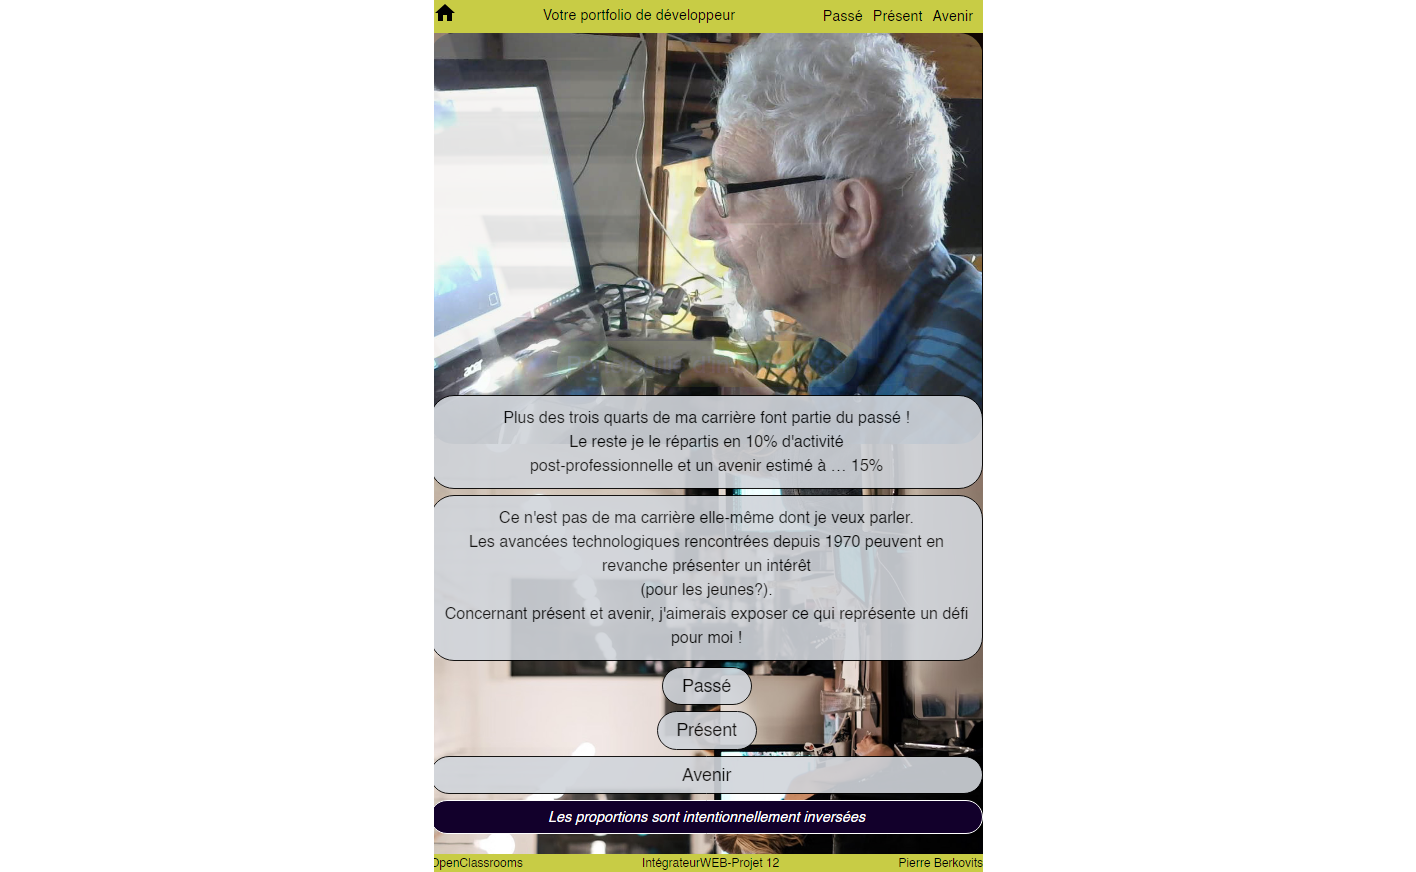 Votre portfolio de développeur
Passé Présent Avenir
acer
Plus des trois quarts de ma carrière font partie du passé !
Le reste je le répartis en 10% d'activité
post-professionnelle et un avenir estimé à … 15%
Ce n'est pas de ma carrière elle-même dont je veux parler.
Les avancées technologiques rencontrées depuis 1970 peuvent en
revanche présenter un intérêt
(pour les jeunes?).
Concernant présent et avenir, j'aimerais exposer ce qui représente un défi
pour moi !
Passé
Présent
Avenir
Les proportions sont intentionnellement inversées
OpenClassrooms IntégrateurWEB-Projet 12 Pierre Berkovits